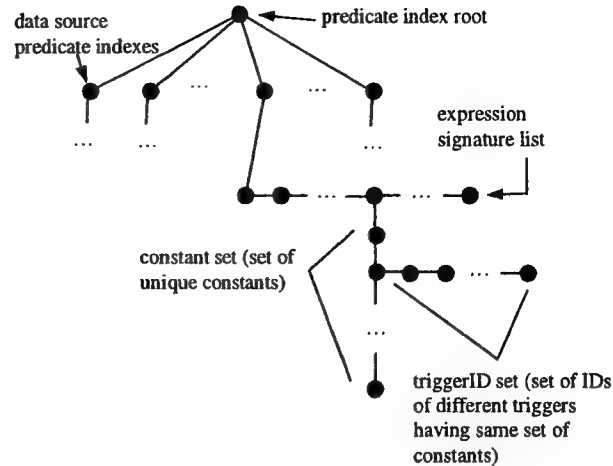 data source
predicate indexes
predicate index root
...
...
...
...
...
...
expression
signature list
...
...
constant set (set of
unique constants)
...
...
triggerID set (set of IDs
of different triggers
having same set of
constants)